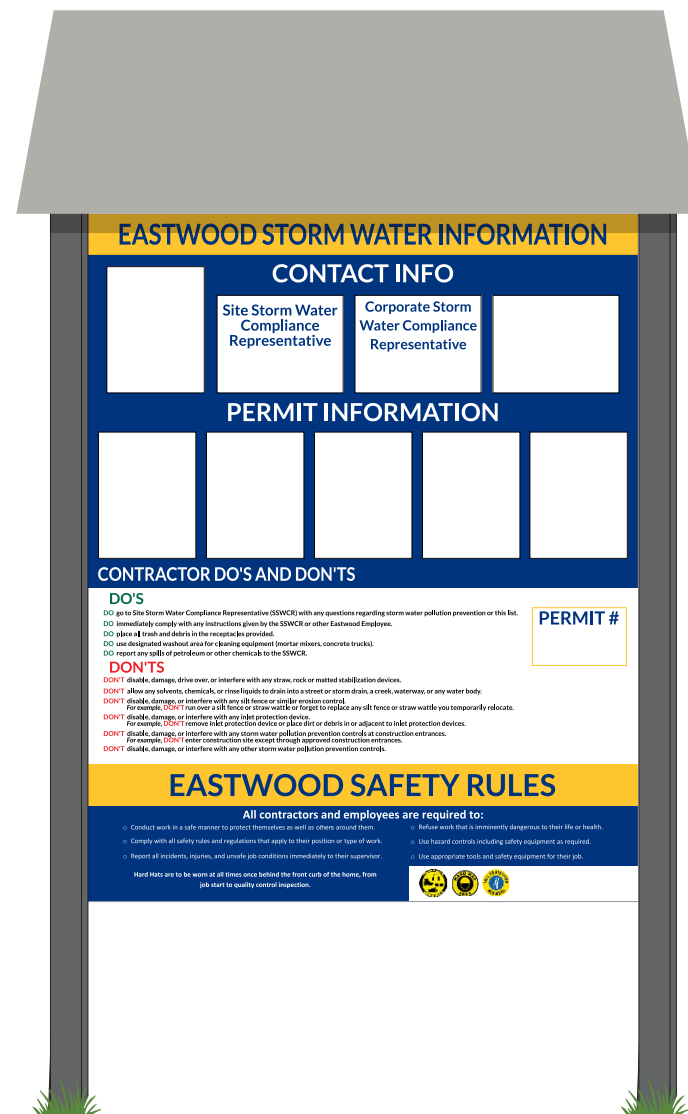 EASTWOOD STORM WATER INFORMATION
CONTACT INFO
Site Storm Water
Compliance
Representative
Corporate Storm
Water Compliance
Representative
PERMIT INFORMATION
CONTRACTOR DO'S AND DON'TS
DO'S
DO go to Site Storm Water Compliance Representative (SSWCR) with any questions regarding storm water pollution prevention or this list.
DO immediately comply with any instructions given by the SSWCR or other Eastwood Employee.
DO place all trash and debris in the receptacles provided.
DO use designated washout area for cleaning equipment (mortar mixers, concrete trucks).
DO report any spills of petroleum or other chemicals to the SSWCR.
PERMIT #
DON'TS
DON'T disable, damage, drive over, or interfere with any straw, rock or matted stabilization devices.
DON'T allow any solvents, chemicals, or rinse liquids to drain into a street or storm drain, a creek, waterway, or any water body.
DON'T disable, damage, or interfere with any silt fence or similar erosion control.
For example, DON'T run over a silt fence or straw wattle or forget to replace any silt fence or straw wattle you temporarily relocate.
DON'T disable, damage, or interfere with any inlet protection device.
For example, DON'T remove inlet protection device or place dirt or debris in or adjacent to inlet protection devices.
DON'T disable, damage, or interfere with any storm water pollution prevention controls at construction entrances.
For example, DON'T enter construction site except through approved construction entrances.
DON'T disable, damage, or interfere with any other storm water pollution prevention controls.
EASTWOOD SAFETY RULES
All contractors and employees are required to:
○ Conduct work in a safe manner to protect themselves as well as others around them.
○ Comply with all safety rules and regulations that apply to their position or type of work.
○ Report all incidents, injuries, and unsafe job conditions immediately to their supervisor.
○ Refuse work that is imminently dangerous to their life or health.
○ Use hazard controls including safety equipment as required.
○ Use appropriate tools and safety equipment for their job.
Hard Hats are to be worn at all times once behind the front curb of the home, from
job start to quality control inspection.